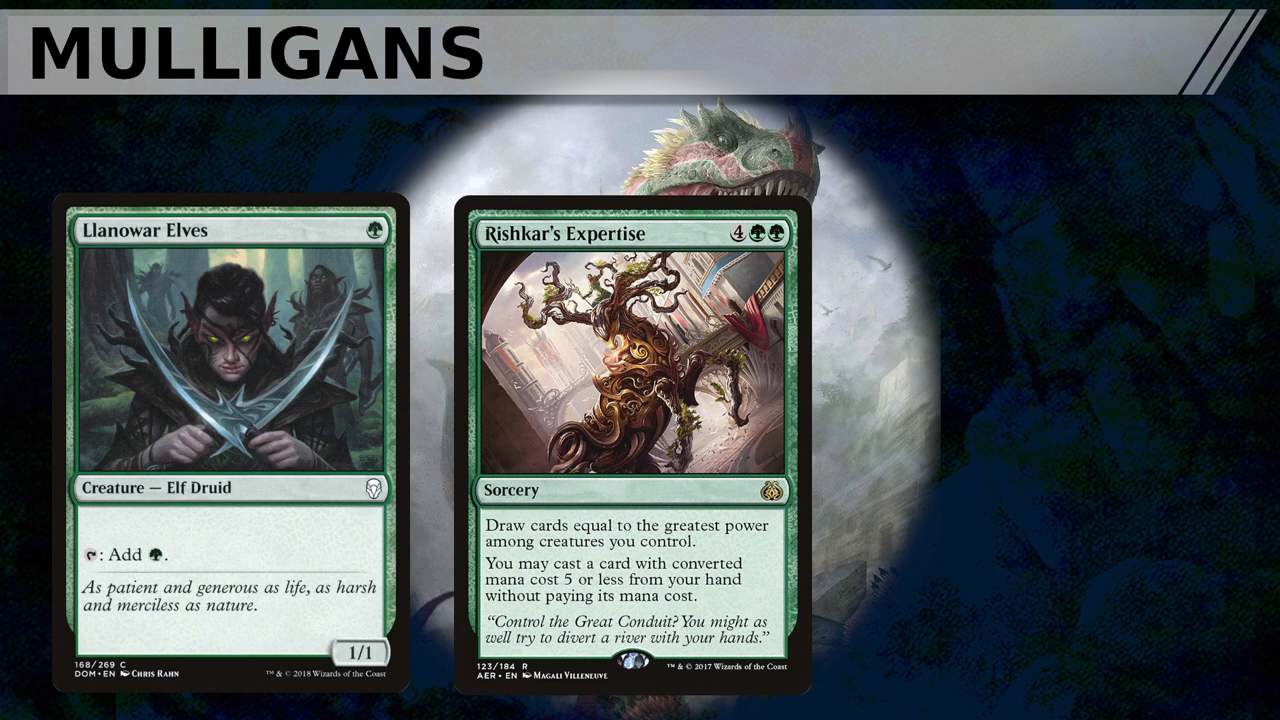 MULLIGANS
Llanowar Elves
Creature — Elf Druid
: Add .
As patient and generous as life, as harsh
and merciless as nature.
1/1
168/269 C
DOM • EN Chris Rahn
™ & © 2018 Wizards of the Coast
Rishkar's Expertise 4
Sorcery
Draw cards equal to the greatest power
among creatures you control.
You may cast a card with converted
mana cost 5 or less from your hand
without paying its mana cost.
"Control the Great Conduit? You might as
well try to divert a river with your hands."
123/184 R
AER • EN Magali Villeneuve
™ & © 2017 Wizards of the Coast